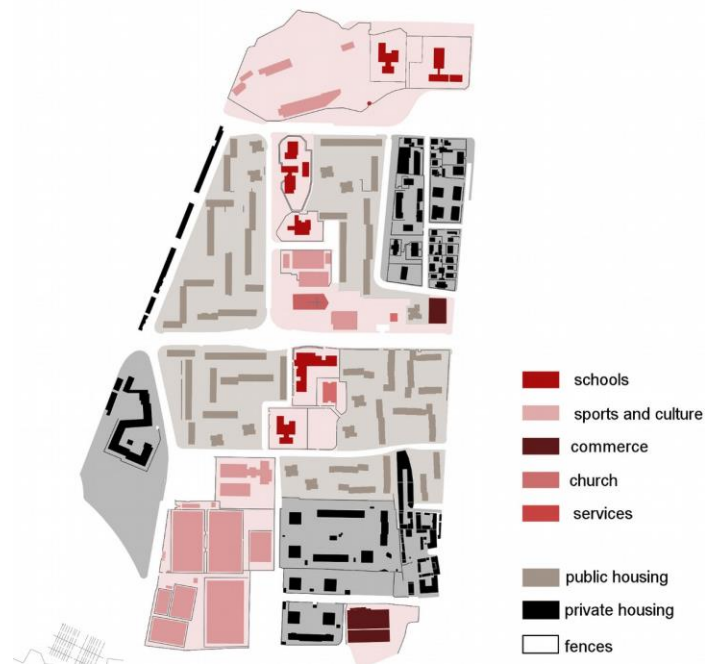 schools
sports and culture
commerce
church
services
public housing
private housing
fences